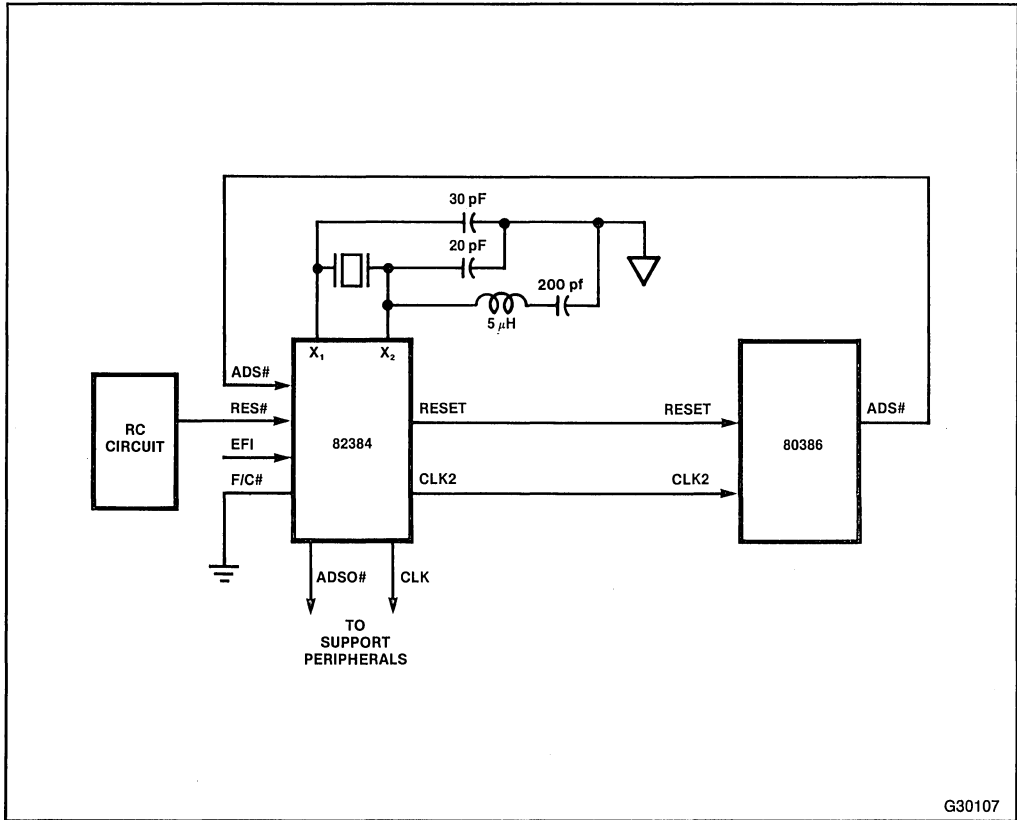 30 pF
20 pF
200 pf
5 μH
X₁
X₂
ADS#
RES#
EFI
F/C#
RC
CIRCUIT
82384
RESET
RESET
CLK2
CLK2
80386
ADS#
ADSO#
CLK
TO
SUPPORT
PERIPHERALS
G30107